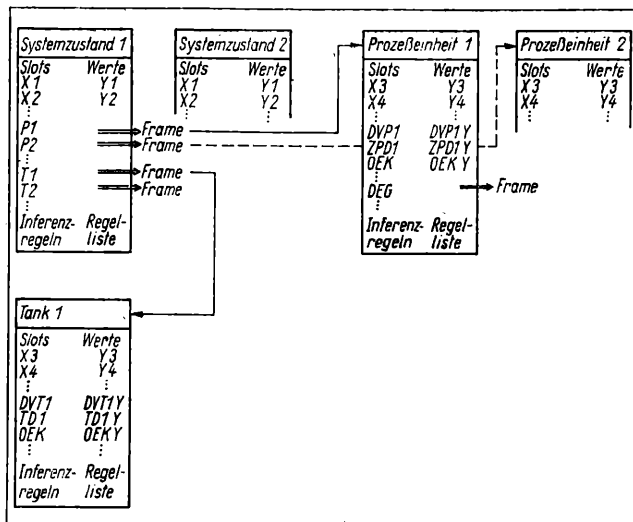 Systemzustand 1
Slots Werte
X1 Y1
X2 Y2
⋮
P1 Frame
P2 Frame
⋮
T1 Frame
T2 Frame
⋮
Inferenz- Regel-
regeln liste
Systemzustand 2
Slots Werte
X1 Y1
X2 Y2
⋮ ⋮
Prozeßeinheit 1
Slots Werte
X3 Y3
X4 Y4
⋮ ⋮
DVP1 DVP1Y
ZPD1 ZPD1Y
OEK OEKY
⋮
DEG Frame
⋮
Inferenz- Regel-
regeln liste
Prozeßeinheit 2
Slots Werte
X3 Y3
X4 Y4
⋮ ⋮
Tank 1
Slots Werte
X3 Y3
X4 Y4
⋮ ⋮
DVT1 DVT1Y
TD1 TD1Y
OEK OEKY
⋮ ⋮
Inferenz- Regel-
regeln liste